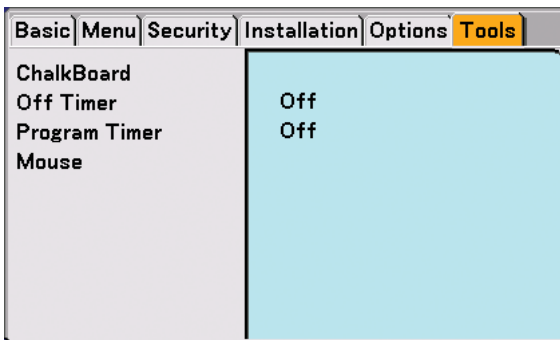 Basic Menu Security Installation Options Tools
ChalkBoard
Off Timer Off
Program Timer Off
Mouse